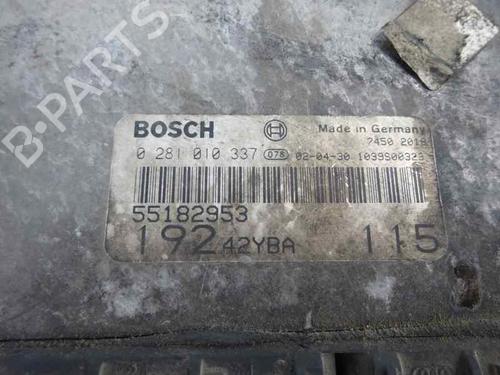 B-PARTS
BOSCH Made in Germany
7450 2018
0 281 010 337 078 02-04-30 1039S00323
55182953
192 42YBA 115